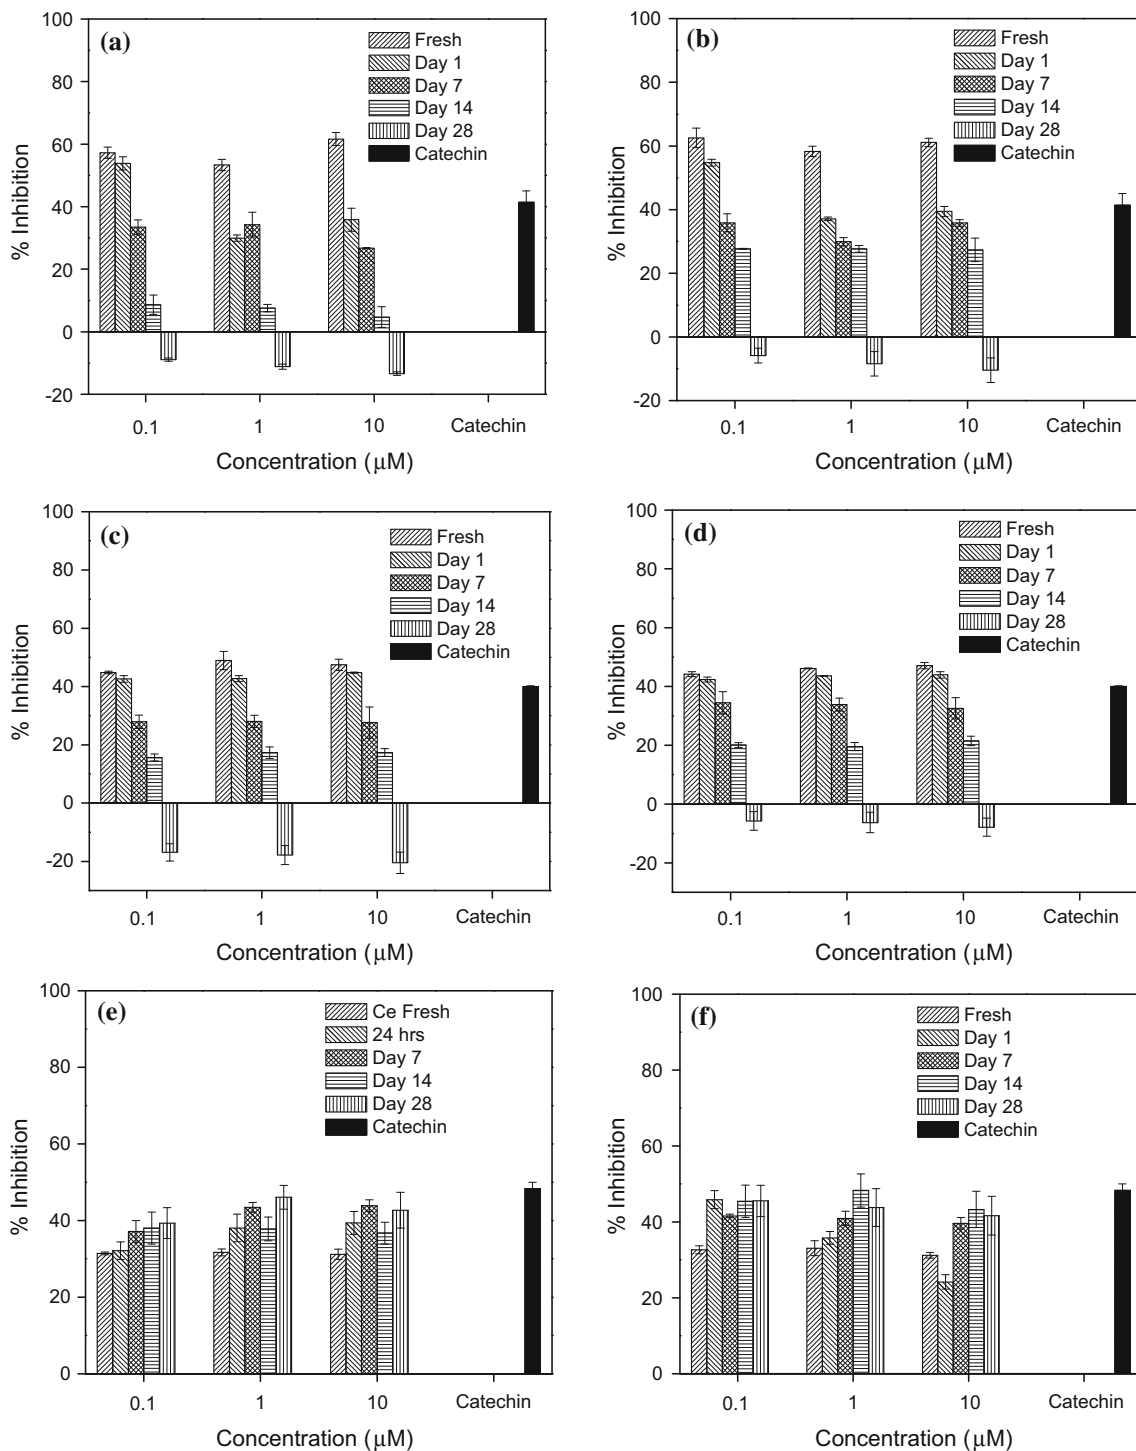 (a)
Fresh
Day 1
Day 7
Day 14
Day 28
Catechin
100
80
60
40
20
0
-20
% Inhibition
0.1
1
10
Catechin
Concentration (μM)
(b)
Fresh
Day 1
Day 7
Day 14
Day 28
Catechin
100
80
60
40
20
0
-20
% Inhibition
0.1
1
10
Catechin
Concentration (μM)
(c)
Fresh
Day 1
Day 7
Day 14
Day 28
Catechin
100
80
60
40
20
0
-20
% Inhibition
0.1
1
10
Catechin
Concentration (μM)
(d)
Fresh
Day 1
Day 7
Day 14
Day 28
Catechin
100
80
60
40
20
0
-20
% Inhibition
0.1
1
10
Catechin
Concentration (μM)
(e)
Ce Fresh
24 hrs
Day 7
Day 14
Day 28
Catechin
100
80
60
40
20
0
% Inhibition
0.1
1
10
Catechin
Concentration (μM)
(f)
Fresh
Day 1
Day 7
Day 14
Day 28
Catechin
100
80
60
40
20
0
% Inhibition
0.1
1
10
Catechin
Concentration (μM)